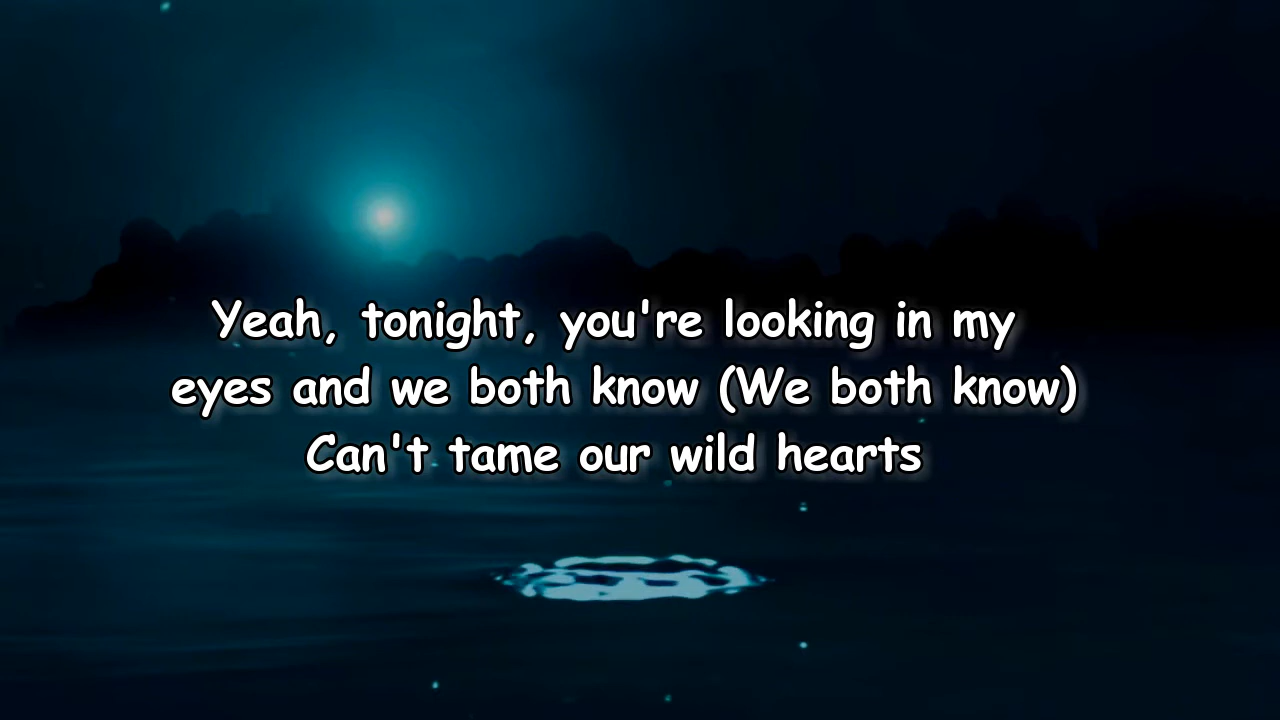 Yeah, tonight, you're looking in my
eyes and we both know (We both know)
Can't tame our wild hearts